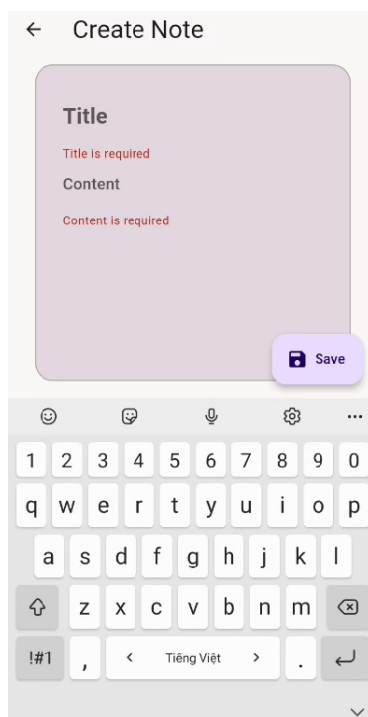 Create Note
Title
Title is required
Content
Content is required
Save
1 2 3 4 5 6 7 8 9 0
q w e r t y u i o p
a s d f g h j k l
z x c v b n m
!#1 , < Tiếng Việt > .